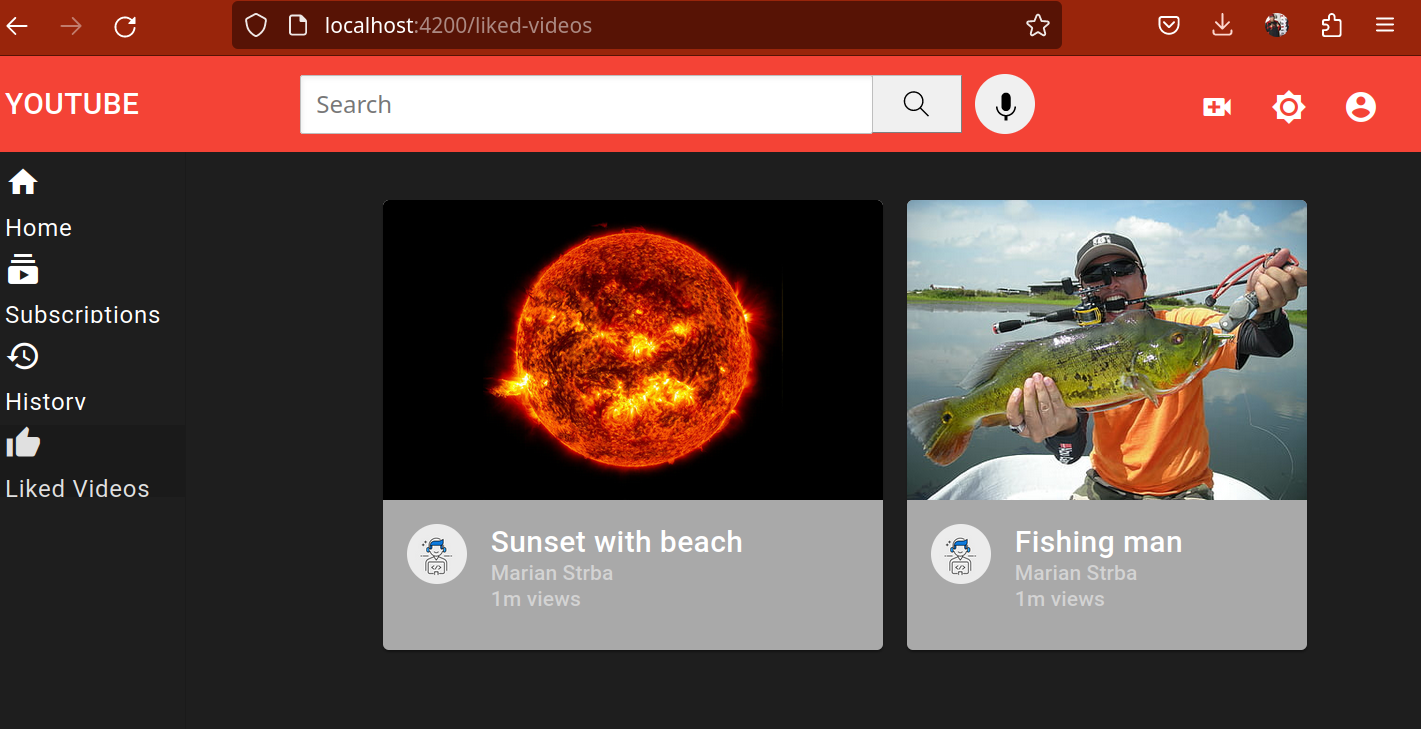 localhost:4200/liked-videos
YOUTUBE
Search
Home
Subscriptions
History
Liked Videos
Sunset with beach
Marian Strba
1m views
Fishing man
Marian Strba
1m views